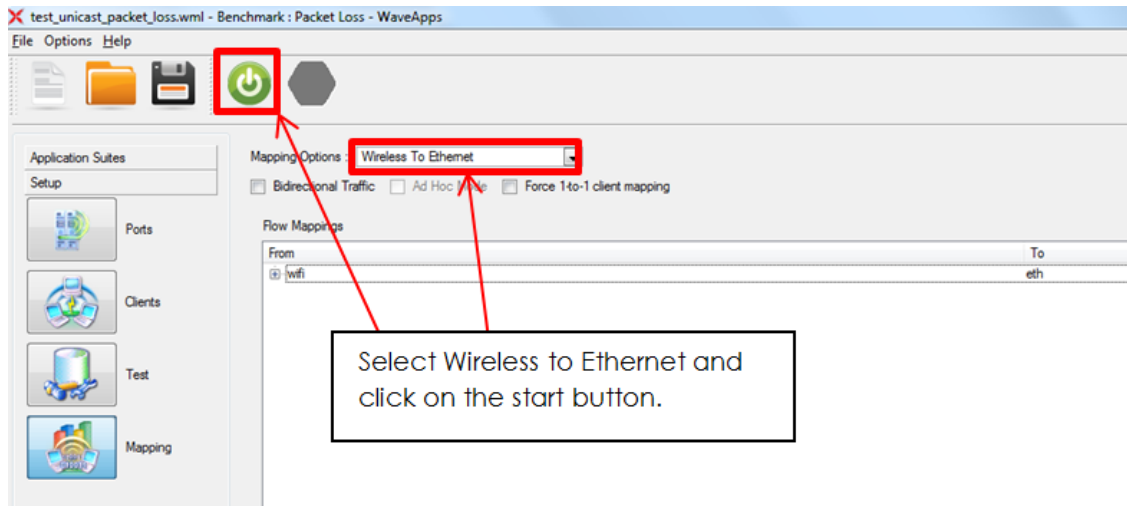 test_unicast_packet_loss.wml - Benchmark : Packet Loss - WaveApps
File Options Help
Application Suites
Setup
Ports
Clients
Test
Mapping
Mapping Options : Wireless To Ethernet
Bidirectional Traffic Ad Hoc Mode Force 1-to-1 client mapping
Flow Mappings
From To
wifi eth
Select Wireless to Ethernet and
click on the start button.